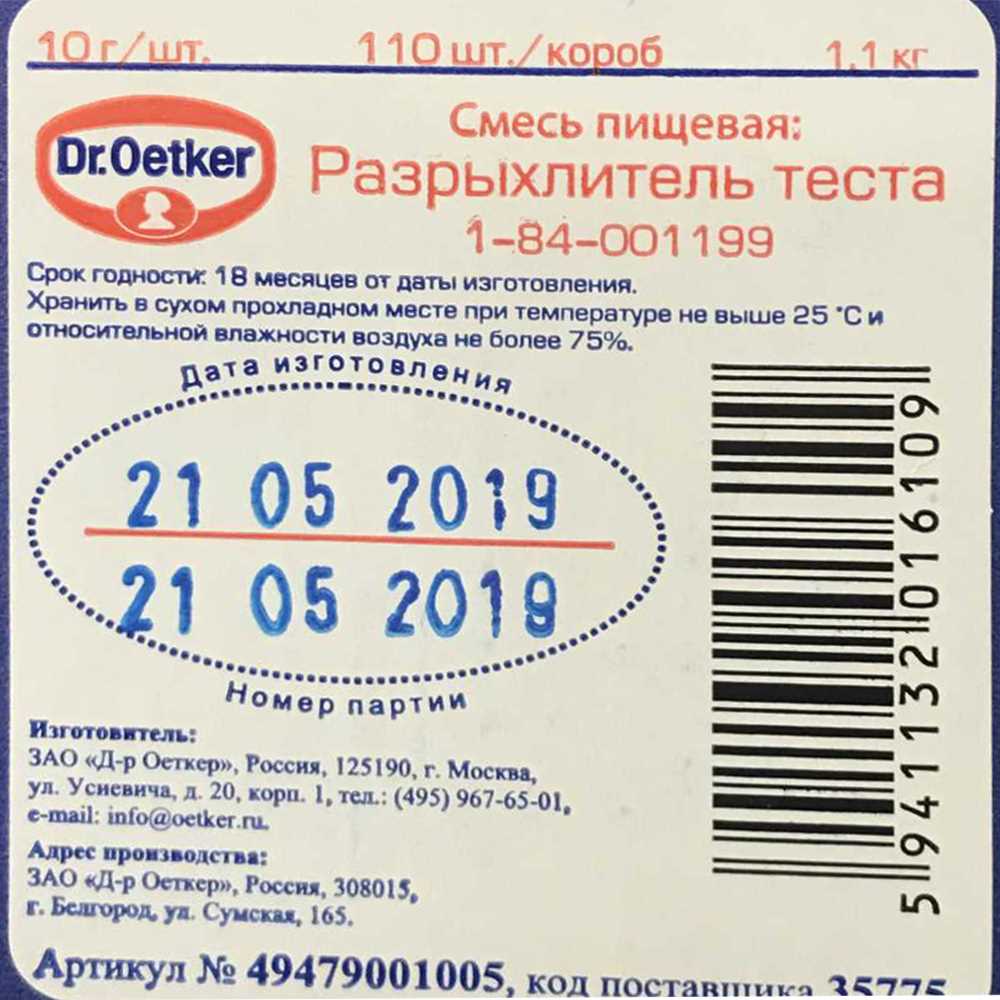 10 г/шт. 110 шт./короб 1.1 кг
Dr.Oetker
Смесь пищевая:
Разрыхлитель теста
1-84-001199
Срок годности: 18 месяцев от даты изготовления.
Хранить в сухом прохладном месте при температуре не выше 25 °С и
относительной влажности воздуха не более 75%.
Дата изготовления
21 05 2019
21 05 2019
Номер партии
5941132016109
Изготовитель:
ЗАО «Д-р Оеткер», Россия, 125190, г. Москва,
ул. Усиевича, д. 20, корп. 1, тел.: (495) 967-65-01,
e-mail: info@oetker.ru.
Адрес производства:
ЗАО «Д-р Оеткер», Россия, 308015,
г. Белгород, ул. Сумская, 165.
Артикул № 49479001005, код поставщика 35775